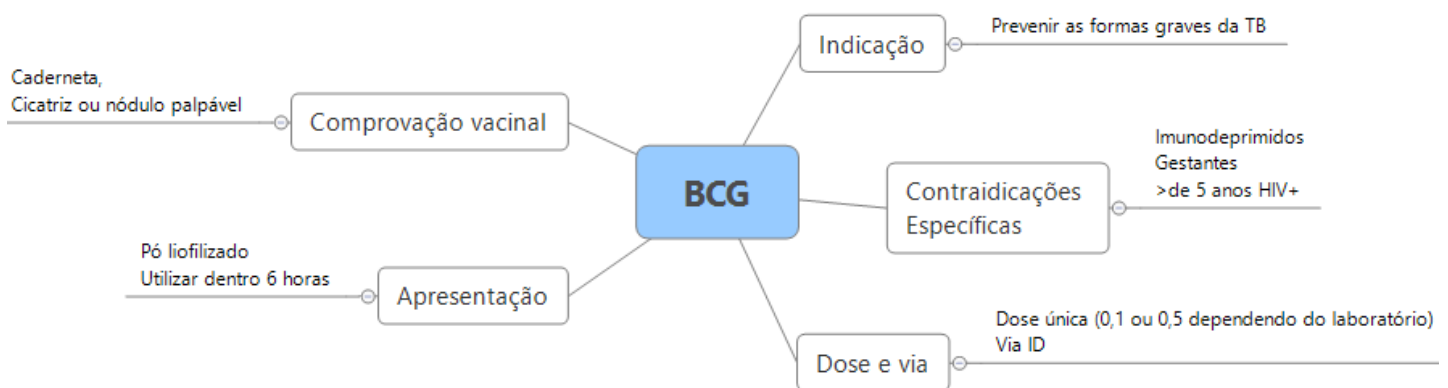 BCG
Indicação
Prevenir as formas graves da TB
Contraidicações
Específicas
Imunodeprimidos
Gestantes
>de 5 anos HIV+
Dose e via
Dose única (0,1 ou 0,5 dependendo do laboratório)
Via ID
Apresentação
Pó liofilizado
Utilizar dentro 6 horas
Comprovação vacinal
Caderneta,
Cicatriz ou nódulo palpável